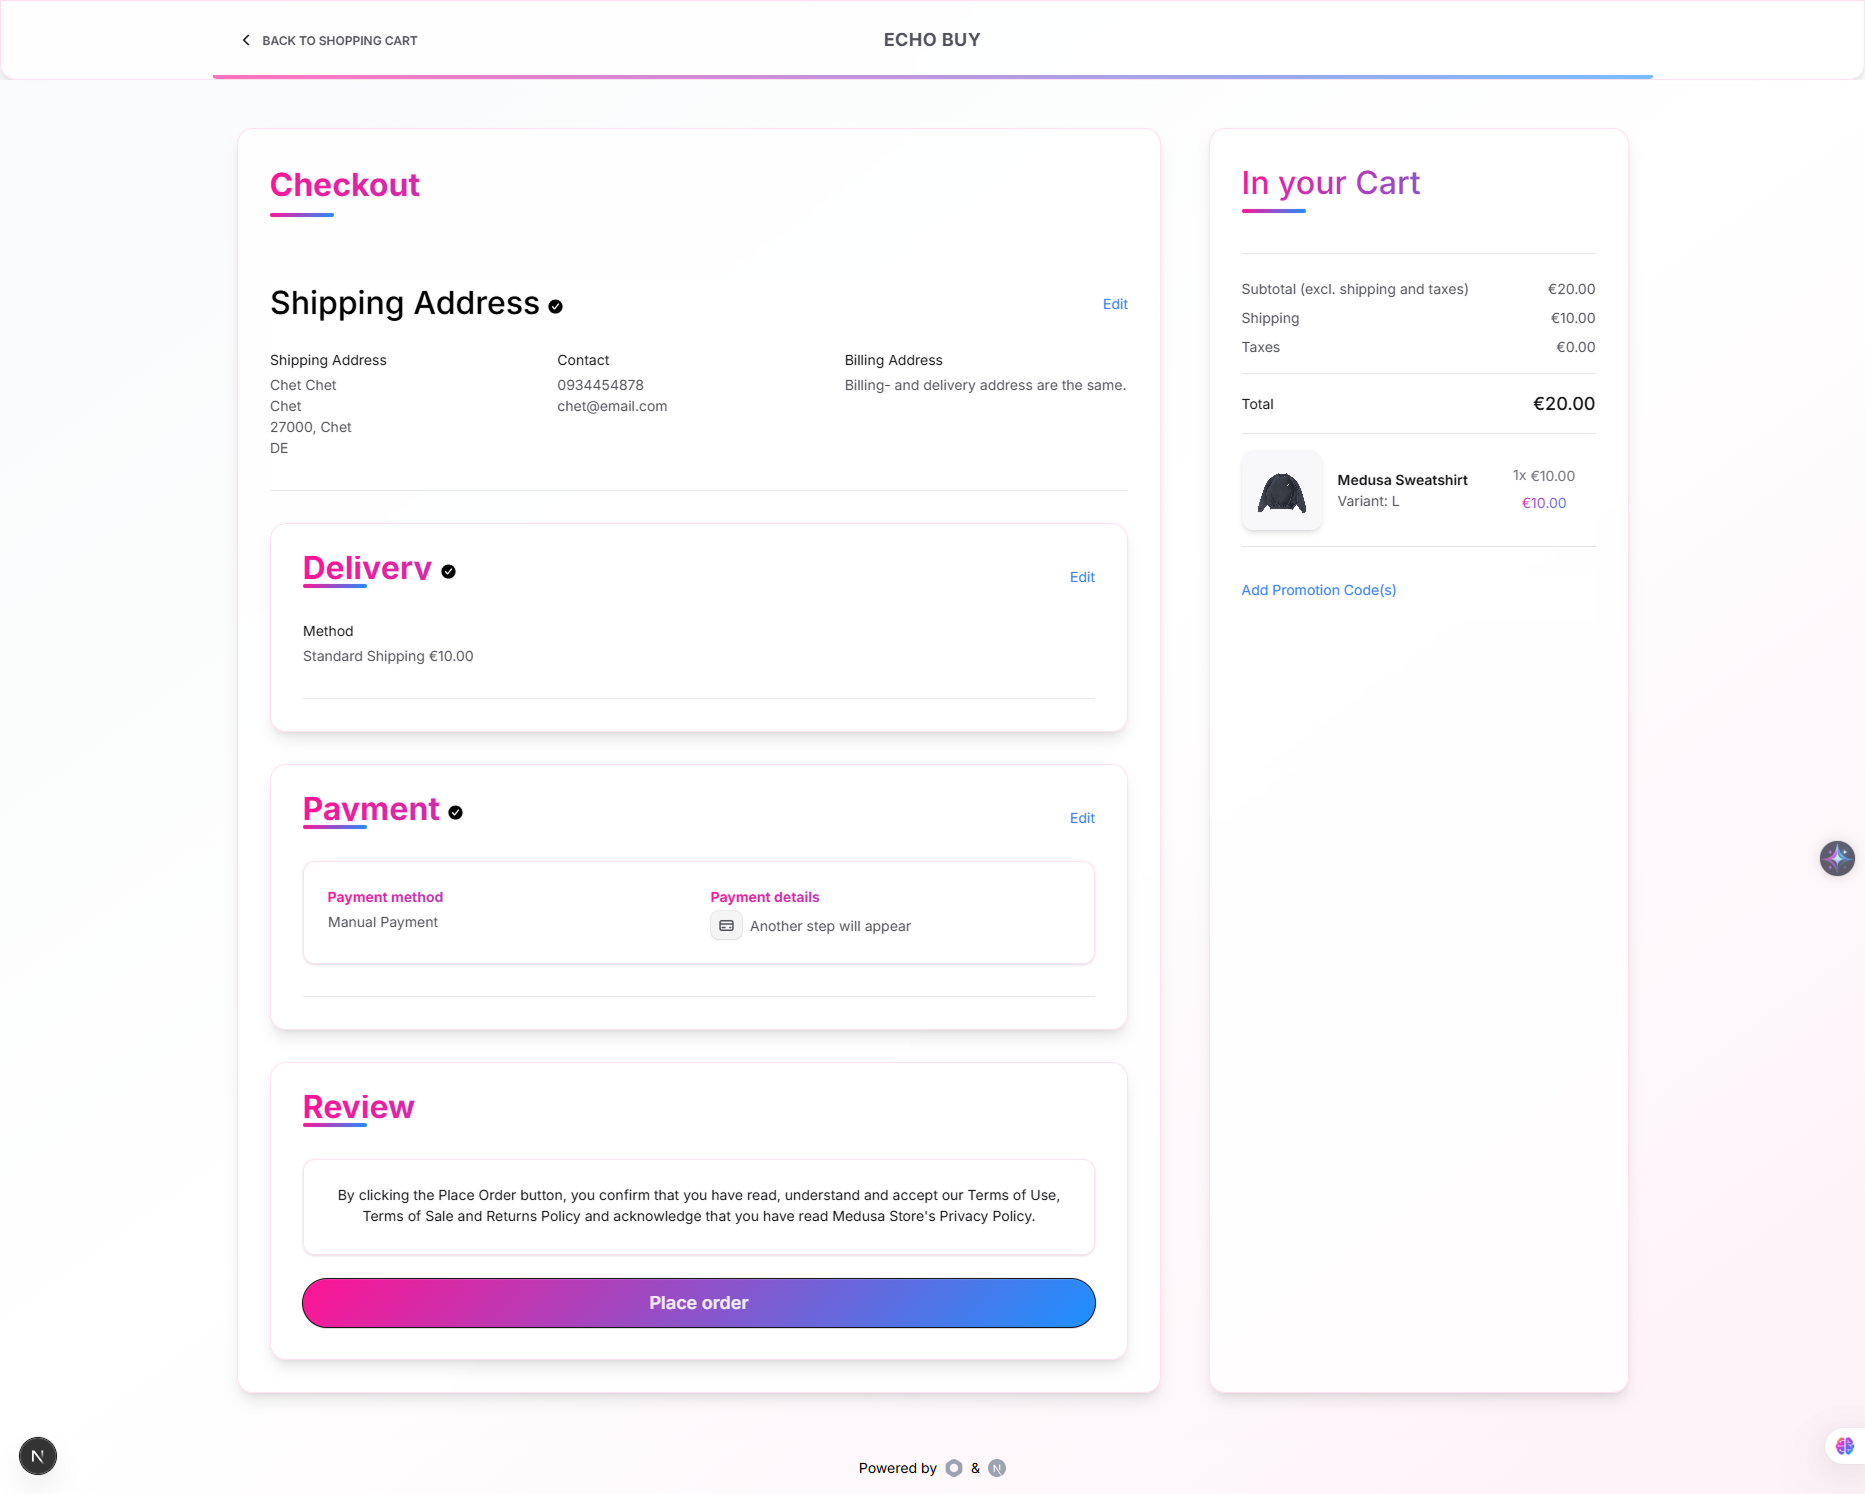 BACK TO SHOPPING CART
ECHO BUY
Checkout
Shipping Address
Edit
Shipping Address
Chet Chet
Chet
27000, Chet
DE
Contact
0934454878
chet@email.com
Billing Address
Billing- and delivery address are the same.
Delivery
Edit
Method
Standard Shipping €10.00
Payment
Edit
Payment method
Manual Payment
Payment details
Another step will appear
Review
By clicking the Place Order button, you confirm that you have read, understand and accept our Terms of Use,
Terms of Sale and Returns Policy and acknowledge that you have read Medusa Store's Privacy Policy.
Place order
In your Cart
Subtotal (excl. shipping and taxes) €20.00
Shipping €10.00
Taxes €0.00
Total €20.00
Medusa Sweatshirt
Variant: L
1x €10.00
€10.00
Add Promotion Code(s)
N
Powered by & N